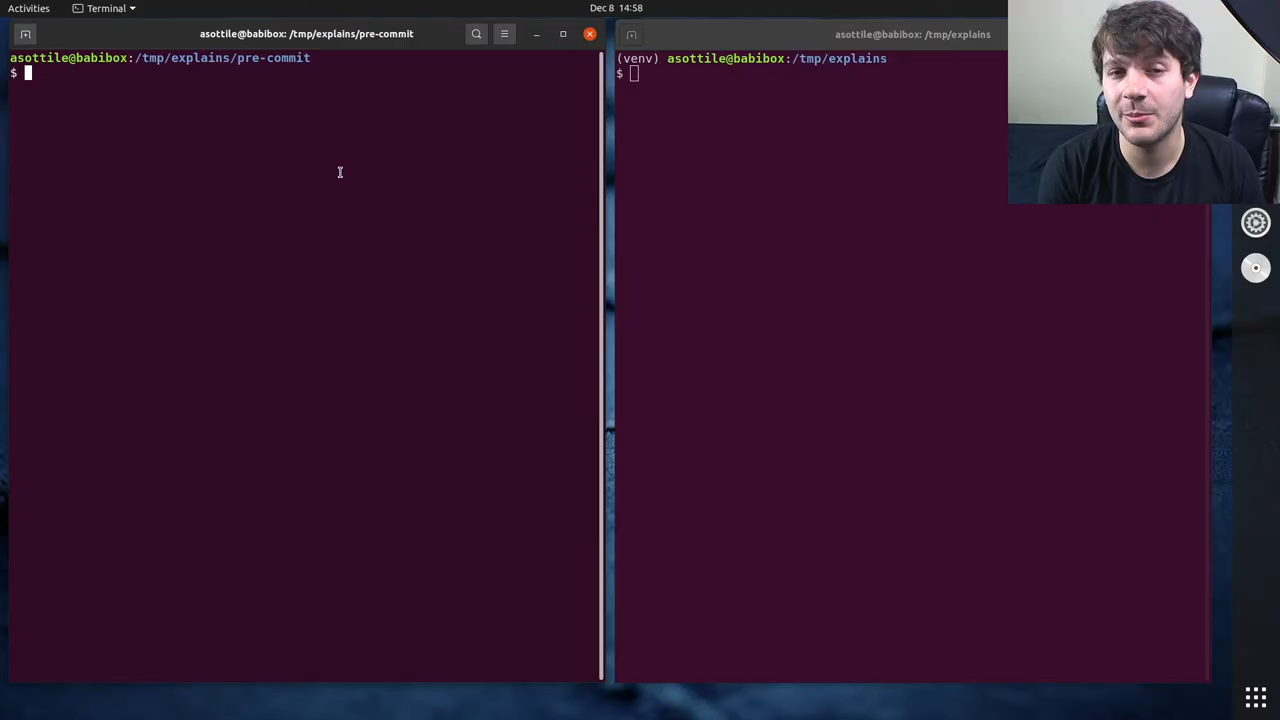 Activities
Terminal
Dec 8 14:58
asottile@babibox: /tmp/explains/pre-commit
asottile@babibox:/tmp/explains/pre-commit
$
asottile@babibox: /tmp/explains
(venv) asottile@babibox:/tmp/explains
$